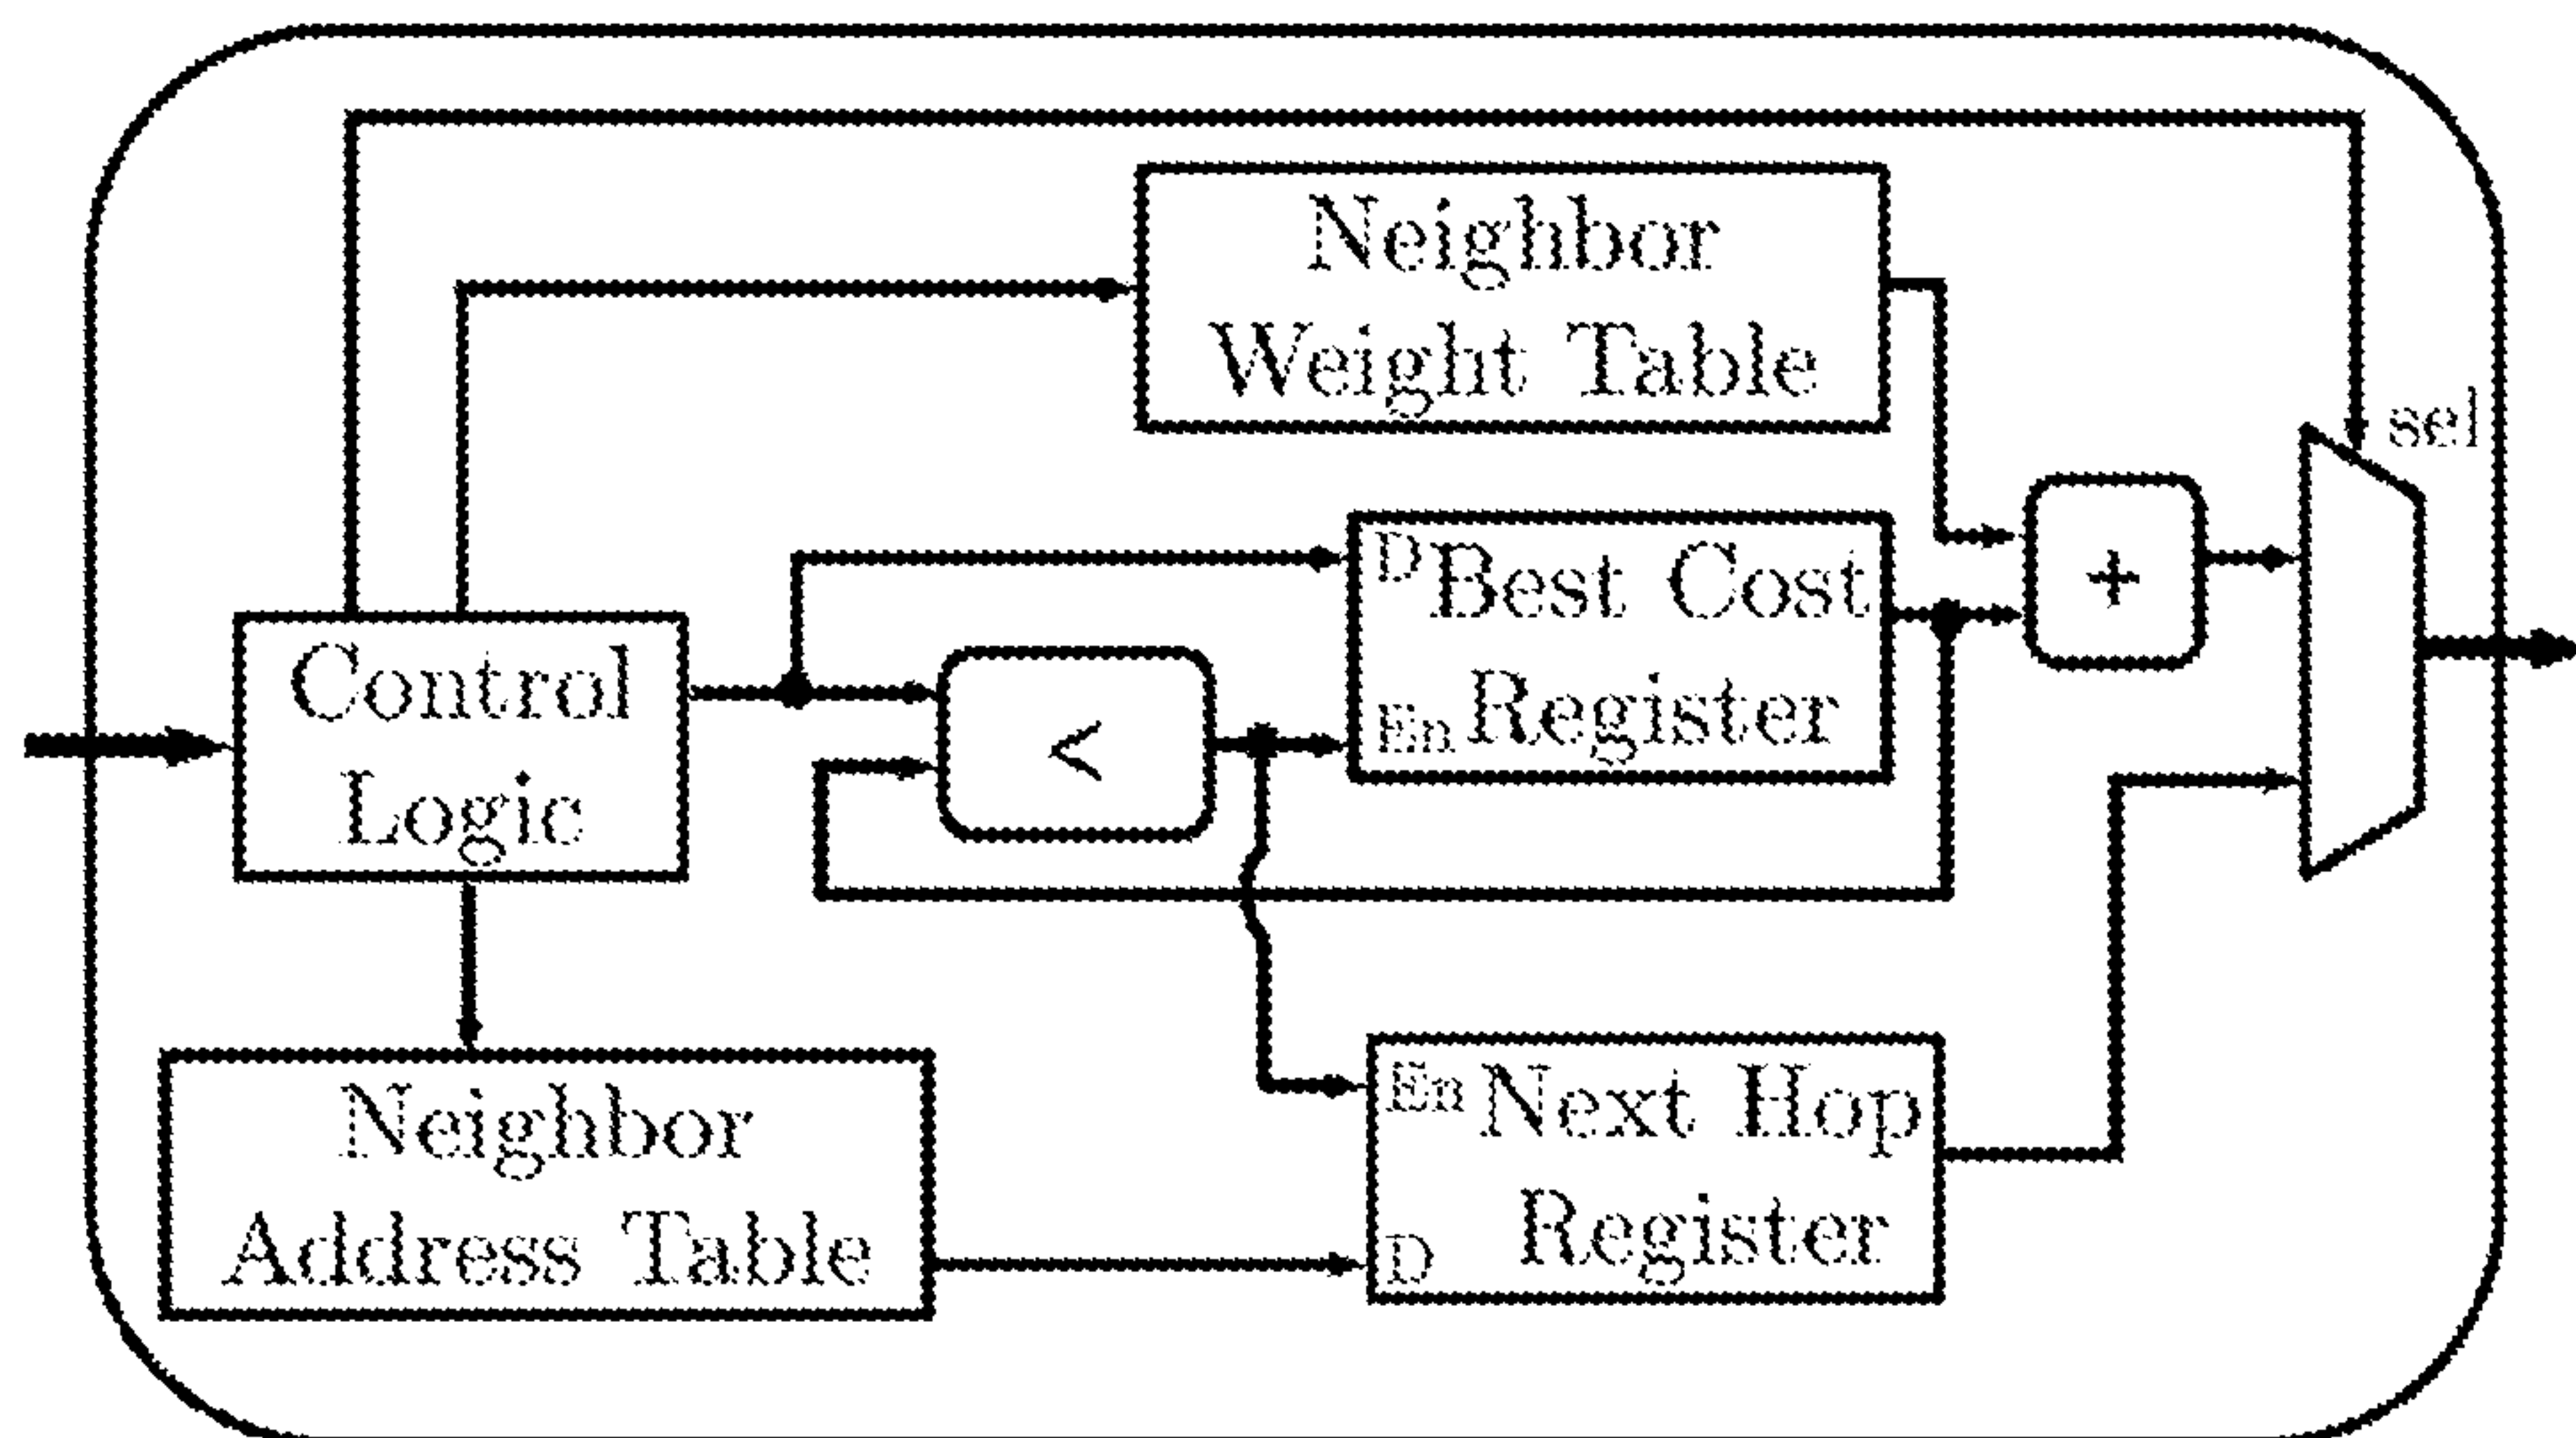 Neighbor
Weight Table
sel
D
Best Cost
En
Register
+
Control
Logic
<
Neighbor
Address Table
En
Next Hop
D
Register